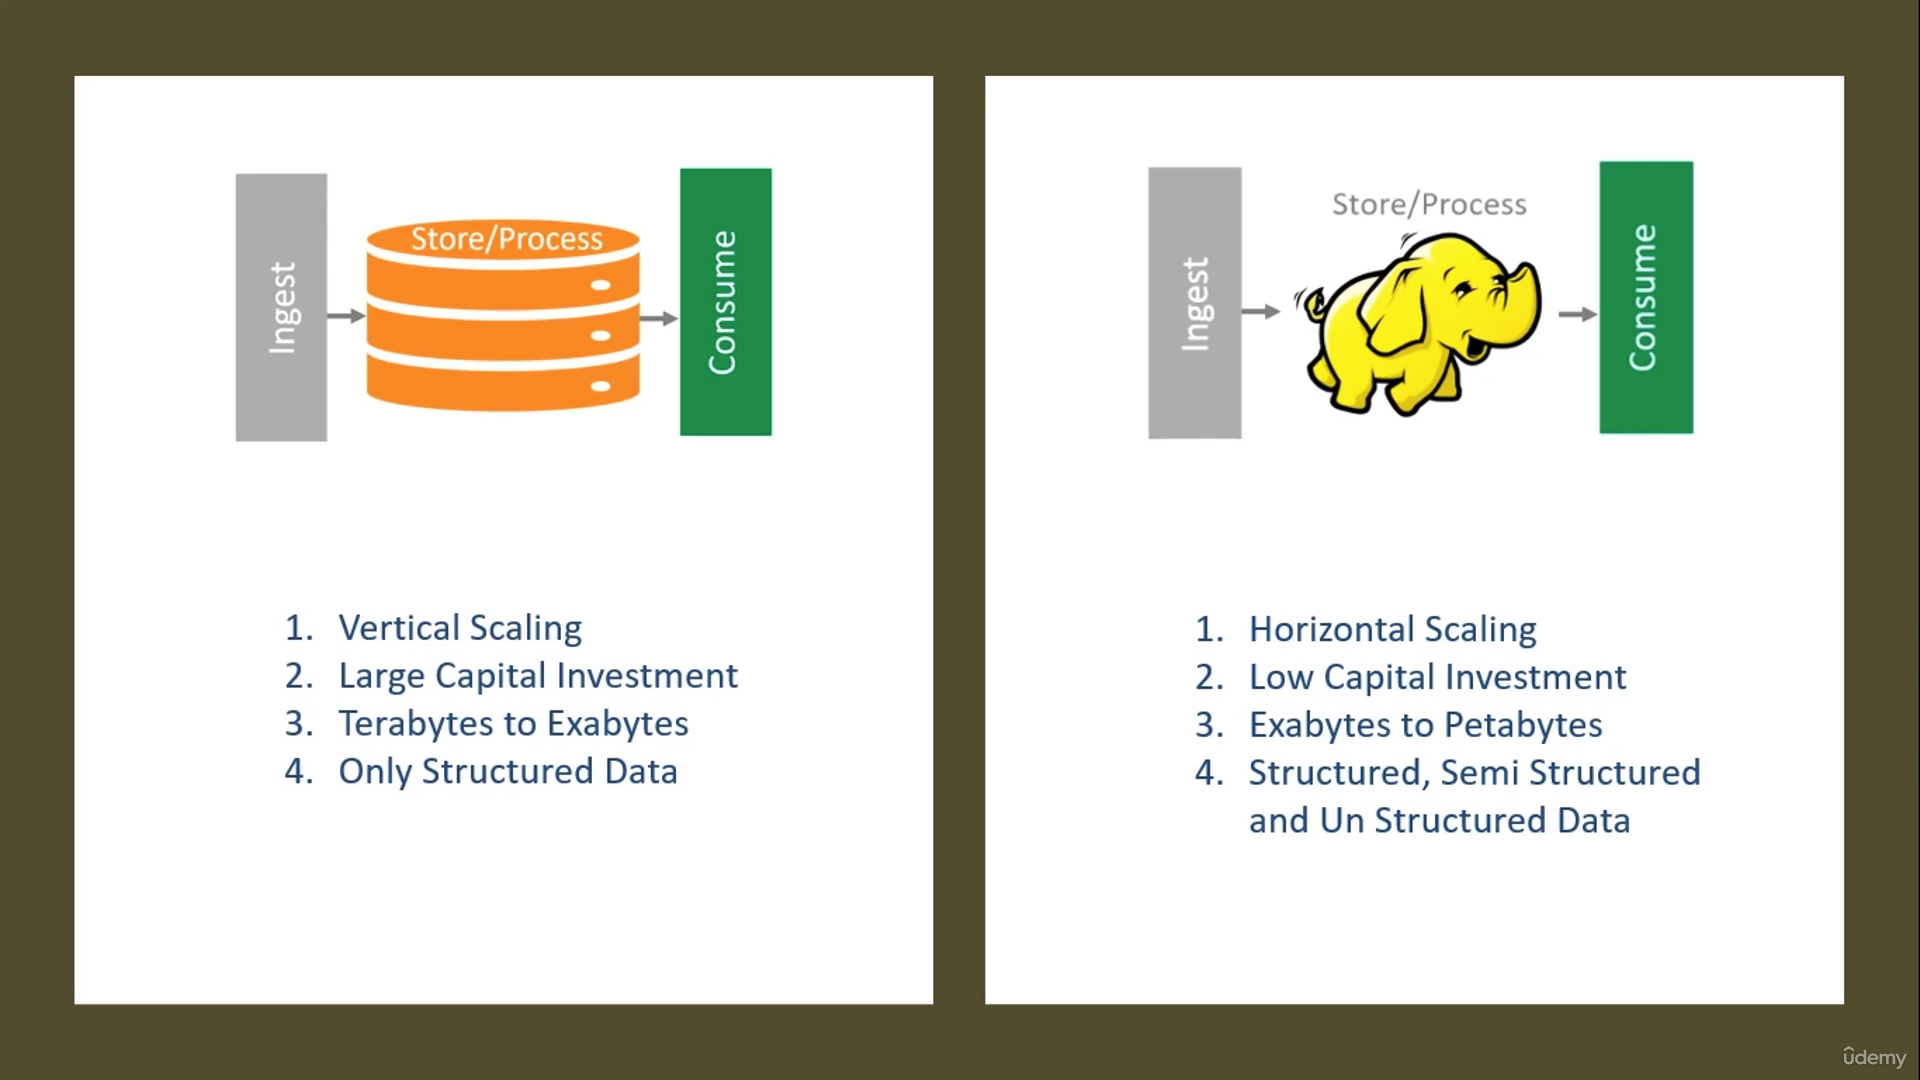 Ingest
Store/Process
Consume
1. Vertical Scaling
2. Large Capital Investment
3. Terabytes to Exabytes
4. Only Structured Data
Ingest
Store/Process
Consume
1. Horizontal Scaling
2. Low Capital Investment
3. Exabytes to Petabytes
4. Structured, Semi Structured
and Un Structured Data
ûdemy